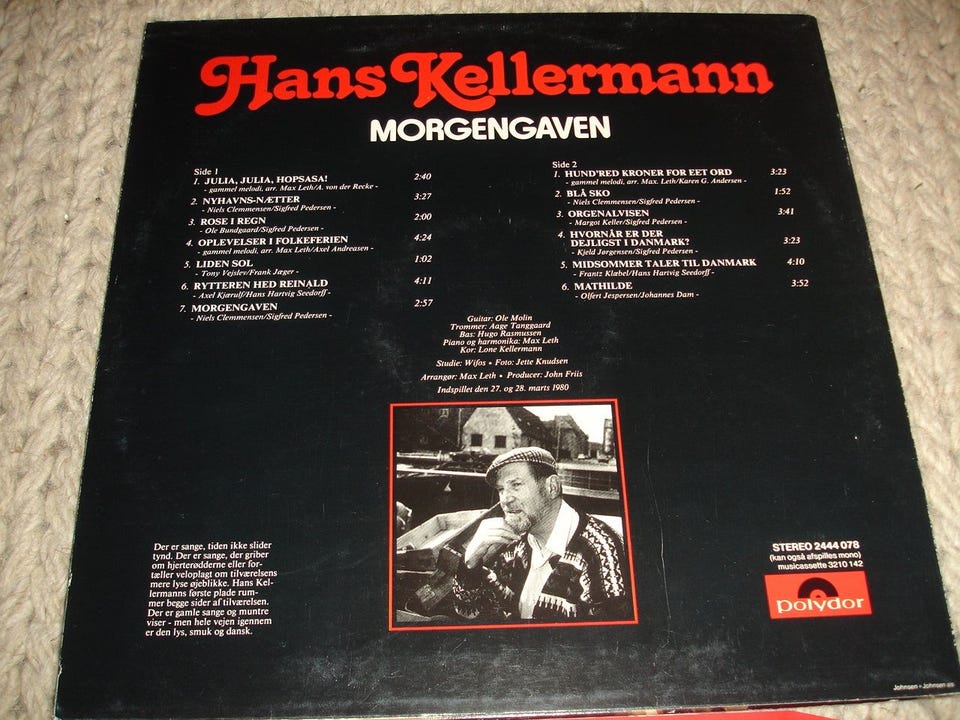 Hans Kellermann
MORGENGAVEN
Side 1
1. JULIA, JULIA, HOPSASA! 2:40
- gammel melodi, arr. Max Leth/A. von der Recke -
2. NYHAVNS-NÆTTER 3:27
- Niels Clemmensen/Sigfred Pedersen -
3. ROSE I REGN 2:00
- Ole Bundgaard/Sigfred Pedersen -
4. OPLEVELSER I FOLKEFERIEN 4:24
- gammel melodi, arr. Max Leth/Axel Andreasen -
5. LIDEN SOL 1:02
- Tony Vejslev/Frank Jæger -
6. RYTTEREN HED REINALD 4:11
- Axel Kjærulf/Hans Hartvig Seedorff -
7. MORGENGAVEN 2:57
- Niels Clemmensen/Sigfred Pedersen -
Side 2
1. HUND'RED KRONER FOR EET ORD 3:23
- gammel melodi, arr. Max. Leth/Karen G. Andersen -
2. BLÅ SKO 1:52
- Niels Clemmensen/Sigfred Pedersen -
3. ORGENALVISEN 3:41
- Margot Keller/Sigfred Pedersen -
4. HVORNÅR ER DER
DEJLIGST I DANMARK? 3:23
- Kjeld Jørgensen/Sigfred Pedersen -
5. MIDSOMMER TALER TIL DANMARK 4:10
- Frantz Klæbel/Hans Hartvig Seedorff -
6. MATHILDE 3:52
- Olfert Jespersen/Johannes Dam -
Guitar: Ole Molin
Trommer: Aage Tanggaard
Bas: Hugo Rasmussen
Piano og harmonika: Max Leth
Kor: Lone Kellermann
Studie: Wifos • Foto: Jette Knudsen
Arrangør: Max Leth • Producer: John Friis
Indspillet den 27. og 28. marts 1980
Der er sange, tiden ikke slider
tynd. Der er sange, der griber
om hjerterødderne eller for-
tæller veloplagt om tilværelsens
mere lyse øjeblikke. Hans Kel-
lermanns første plade rum-
mer begge sider af tilværelsen.
Der er gamle sange og muntre
viser - men hele vejen igennem
er den lys, smuk og dansk.
STEREO 2444 078
(kan også afspilles mono)
musicassette 3210 142
polydor
Johnsen + Johnsen as